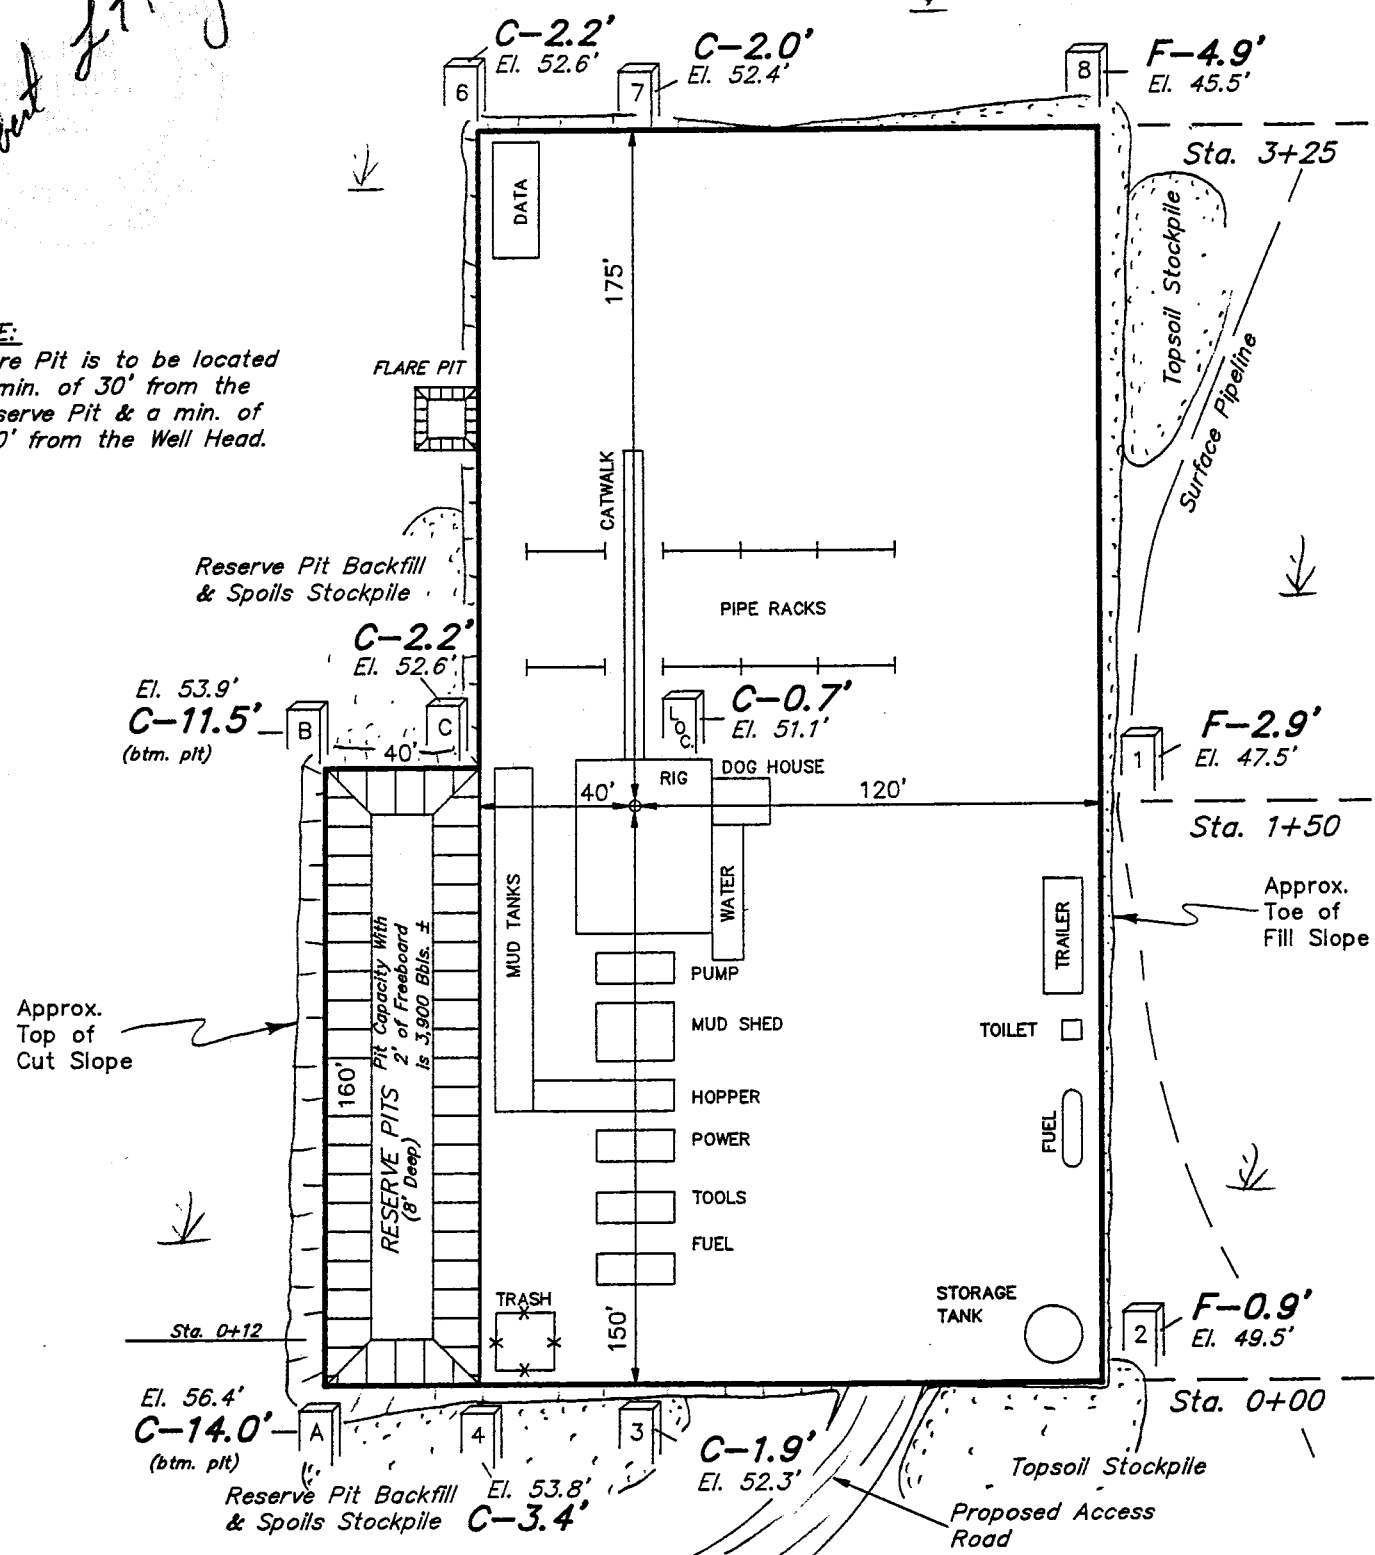 C-2.2'
El. 52.6'
6
C-2.0'
El. 52.4'
7
8
F-4.9'
El. 45.5'
Sta. 3+25
DATA
175'
Topsoil Stockpile
Surface Pipeline
E:
re Pit is to be located
min. of 30' from the
serve Pit & a min. of
0' from the Well Head.
FLARE PIT
CATWALK
Reserve Pit Backfill
& Spoils Stockpile
PIPE RACKS
C-2.2'
El. 52.6'
C
El. 53.9'
C-11.5'
(btm. pit)
B
40'
LOC.
C-0.7'
El. 51.1'
F-2.9'
El. 47.5'
1
RIG
DOG HOUSE
40'
120'
Sta. 1+50
MUD TANKS
WATER
TRAILER
Approx.
Toe of
Fill Slope
PUMP
MUD SHED
TOILET
Approx.
Top of
Cut Slope
160'
RESERVE PITS
(8' Deep)
Pit Capacity With
2' of Freeboard
is 3,900 Bbls. ±
HOPPER
POWER
FUEL
TOOLS
FUEL
TRASH
150'
STORAGE
TANK
F-0.9'
El. 49.5'
2
Sta. 0+12
Sta. 0+00
El. 56.4'
C-14.0'
(btm. pit)
A
4
3
C-1.9'
El. 52.3'
El. 53.8'
C-3.4'
Reserve Pit Backfill
& Spoils Stockpile
Topsoil Stockpile
Proposed Access
Road